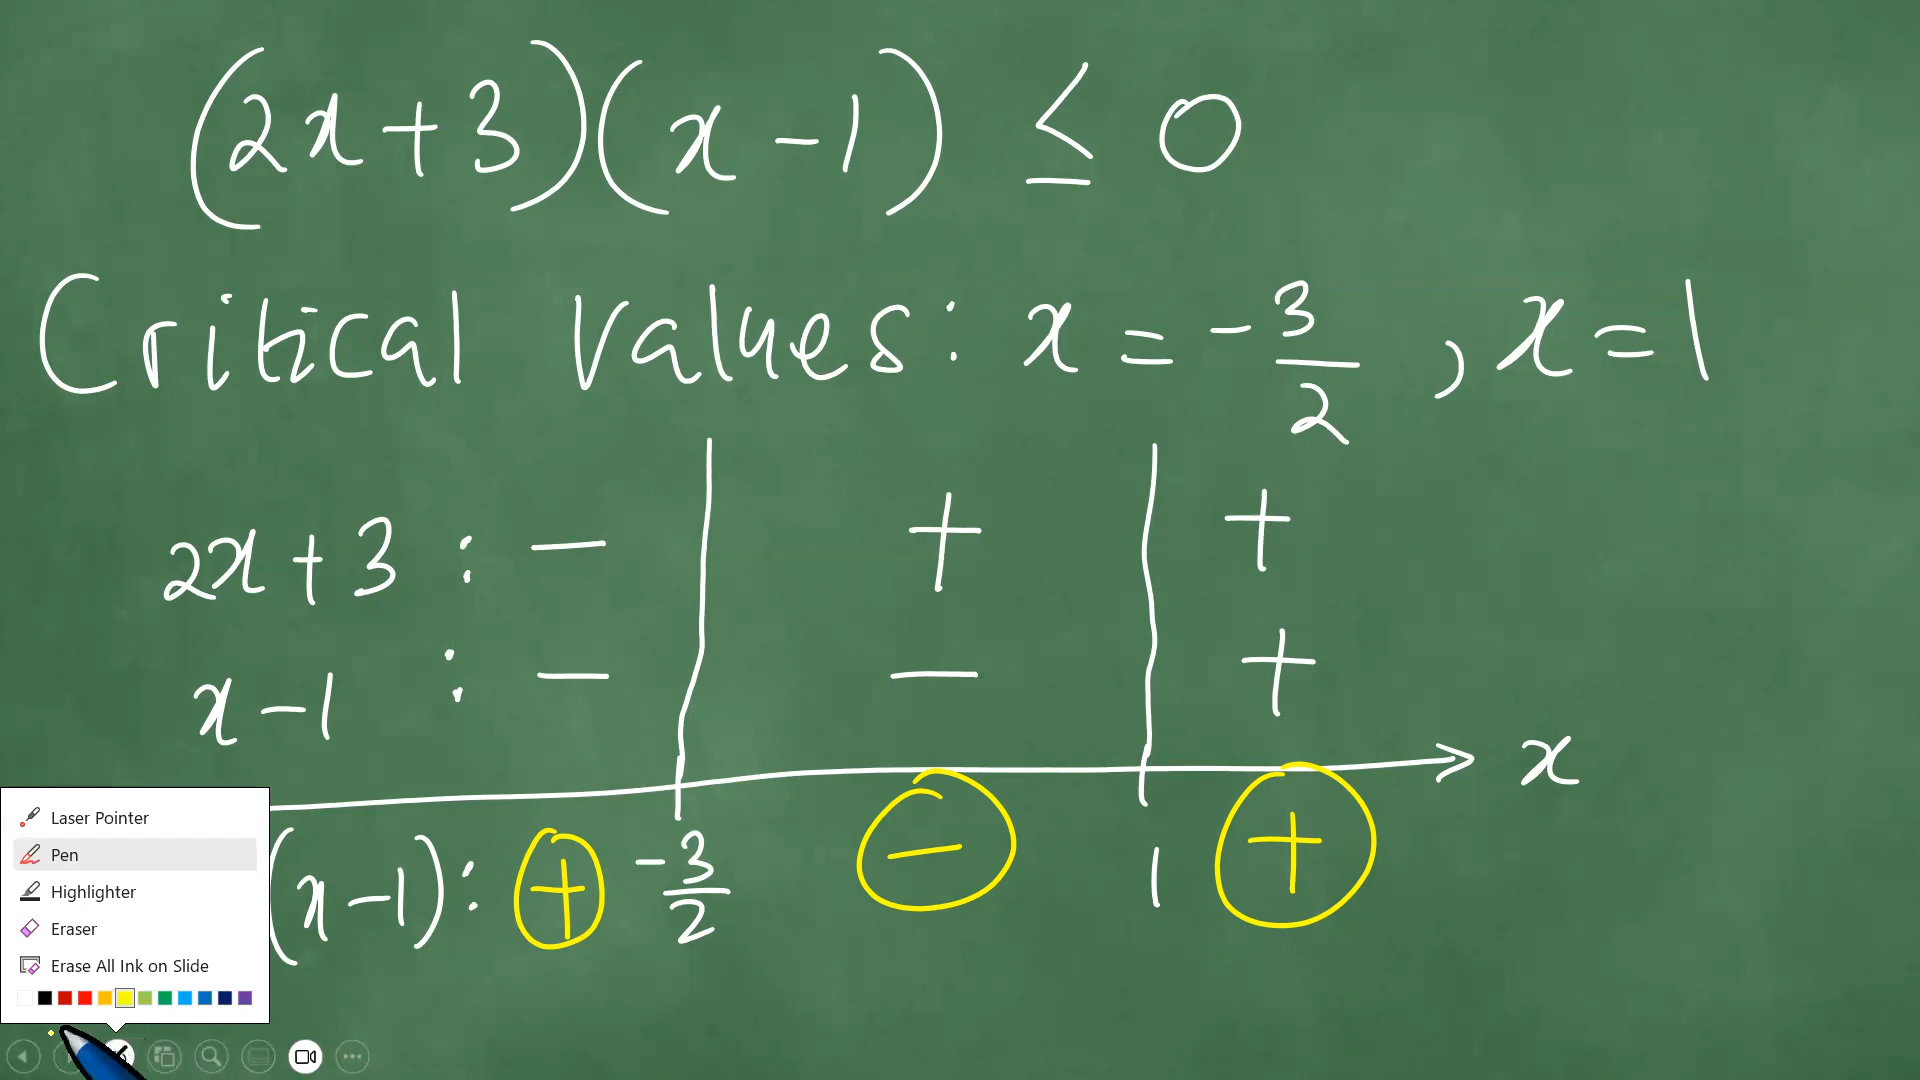 (2x+3)(x-1) ≤ 0
Critical Values: x = -3/2, x = 1
2x+3 : - + +
x-1 : - - +
x
(x-1): + -3/2 - 1 +
Laser Pointer
Pen
Highlighter
Eraser
Erase All Ink on Slide